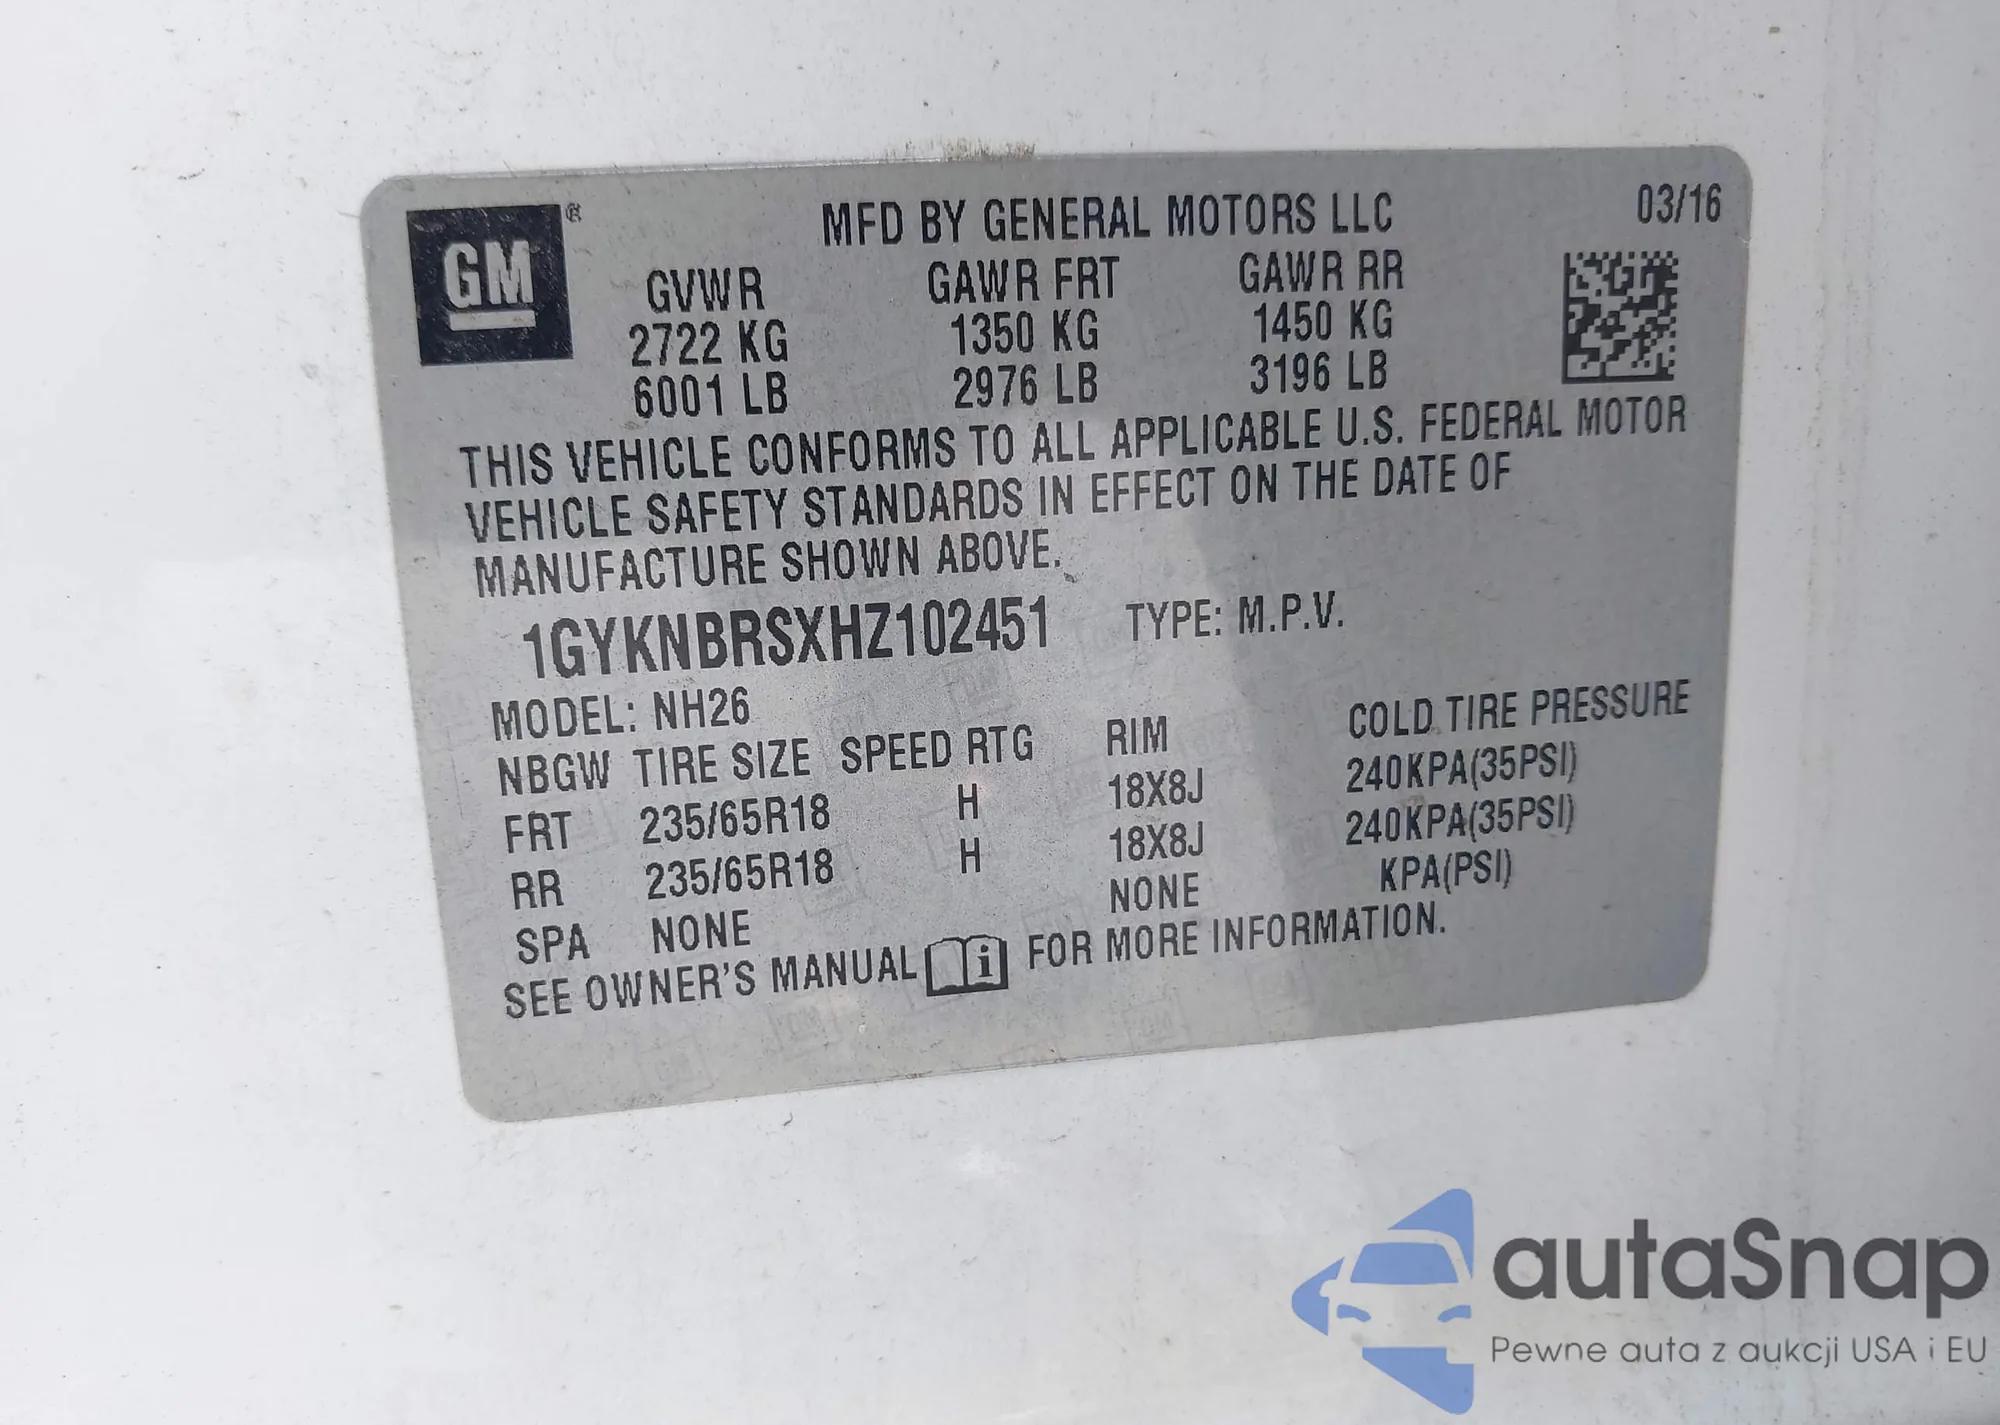 GM ®
MFD BY GENERAL MOTORS LLC 03/16
GVWR GAWR FRT GAWR RR
2722 KG 1350 KG 1450 KG
6001 LB 2976 LB 3196 LB
THIS VEHICLE CONFORMS TO ALL APPLICABLE U.S. FEDERAL MOTOR
VEHICLE SAFETY STANDARDS IN EFFECT ON THE DATE OF
MANUFACTURE SHOWN ABOVE.
1GYKNBRSXHZ102451 TYPE: M.P.V.
MODEL: NH26
NBGW TIRE SIZE SPEED RTG RIM COLD TIRE PRESSURE
FRT 235/65R18 H 18X8J 240KPA(35PSI)
RR 235/65R18 H 18X8J 240KPA(35PSI)
SPA NONE NONE KPA(PSI)
SEE OWNER'S MANUAL i FOR MORE INFORMATION.
autaSnap
Pewne auta z aukcji USA i EU